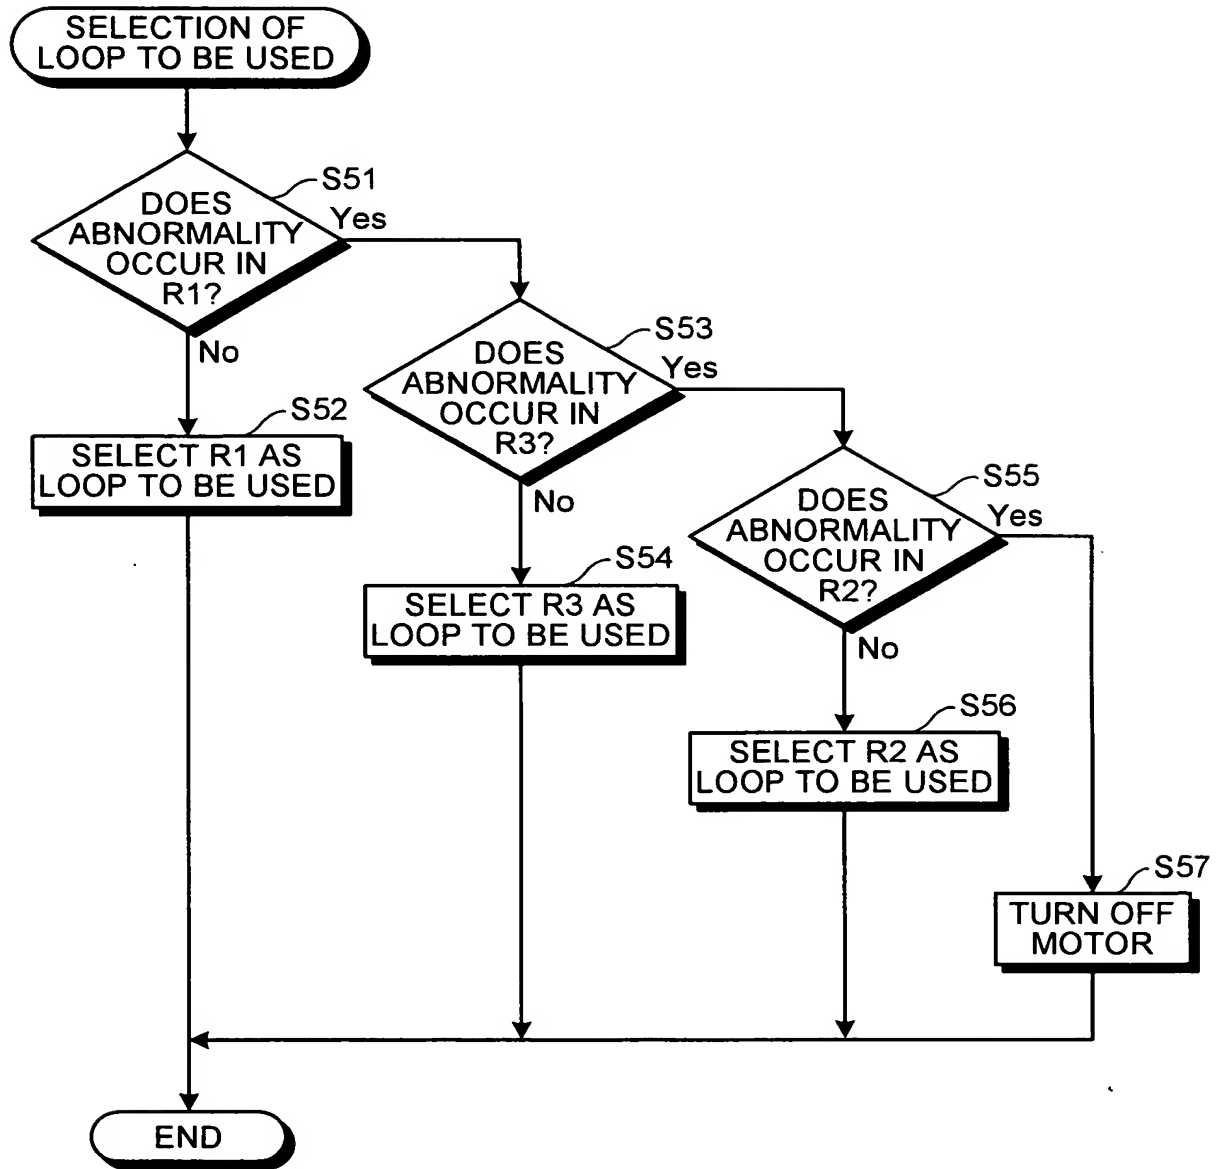 SELECTION OF
LOOP TO BE USED
S51
DOES
ABNORMALITY
OCCUR IN
R1?
Yes
No
S52
SELECT R1 AS
LOOP TO BE USED
S53
DOES
ABNORMALITY
OCCUR IN
R3?
Yes
No
S54
SELECT R3 AS
LOOP TO BE USED
S55
DOES
ABNORMALITY
OCCUR IN
R2?
Yes
No
S56
SELECT R2 AS
LOOP TO BE USED
S57
TURN OFF
MOTOR
END